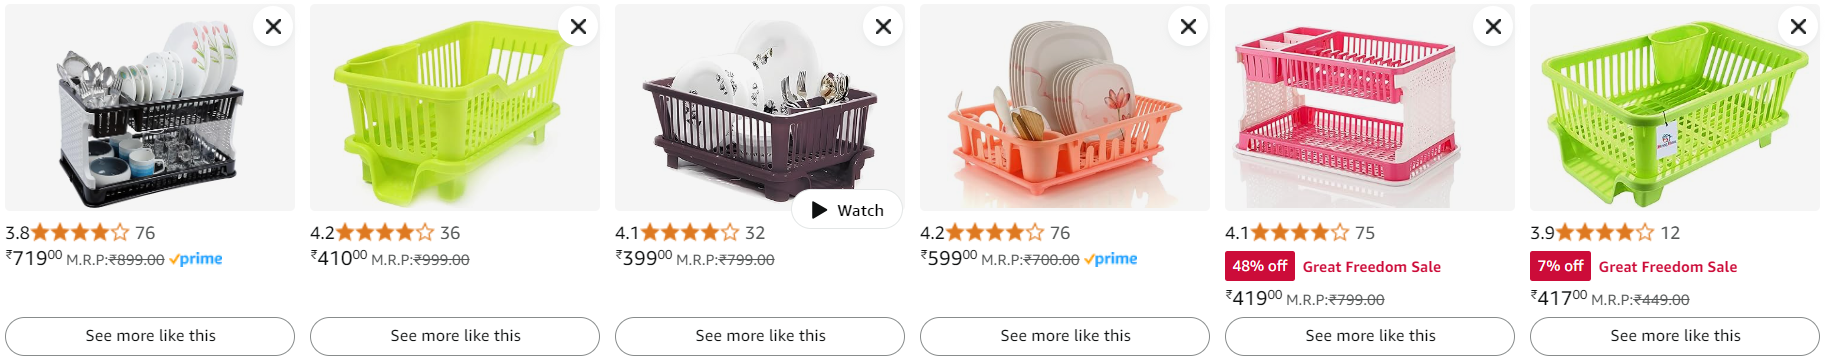 3.8 76
₹719⁰⁰ M.R.P:₹899.00 prime
See more like this
4.2 36
₹410⁰⁰ M.R.P:₹999.00
See more like this
Watch
4.1 32
₹399⁰⁰ M.R.P:₹799.00
See more like this
4.2 76
₹599⁰⁰ M.R.P:₹700.00 prime
See more like this
4.1 75
48% off Great Freedom Sale
₹419⁰⁰ M.R.P:₹799.00
See more like this
3.9 12
7% off Great Freedom Sale
₹417⁰⁰ M.R.P:₹449.00
See more like this